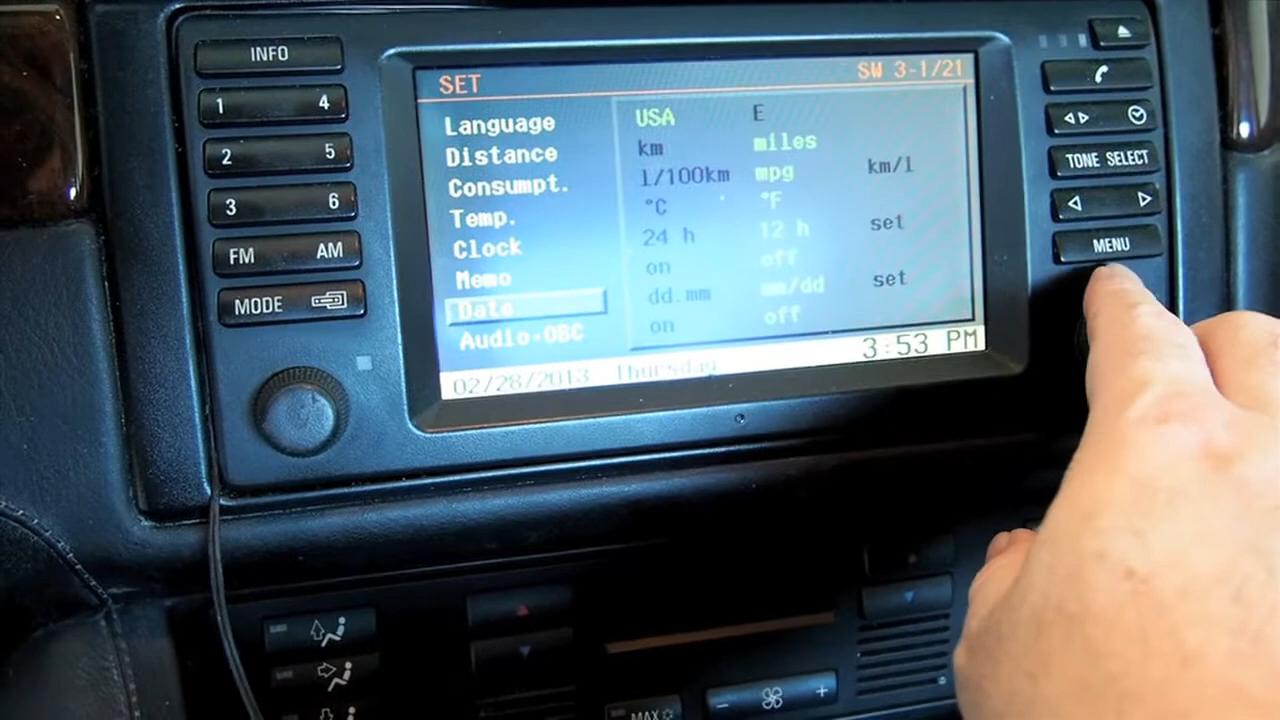 INFO
1 4
2 5
3 6
FM AM
MODE
SET SW 3-1/21
Language USA E
Distance km miles
Consumpt. l/100km mpg km/l
Temp. °C °F
Clock 24 h 12 h set
Memo on off
Date dd.mm mm/dd set
Audio-OBC on off
02/28/2013 Thursday 3:53 PM
TONE SELECT
MENU
MAX
− +